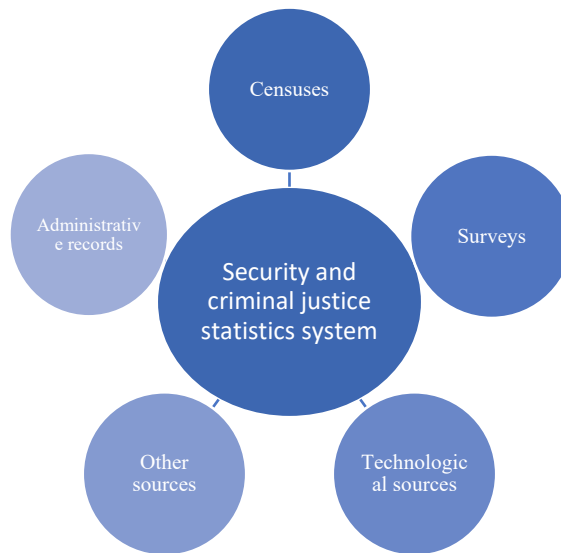 Censuses
Administrativ
e records
Surveys
Security and
criminal justice
statistics system
Other
sources
Technologic
al sources